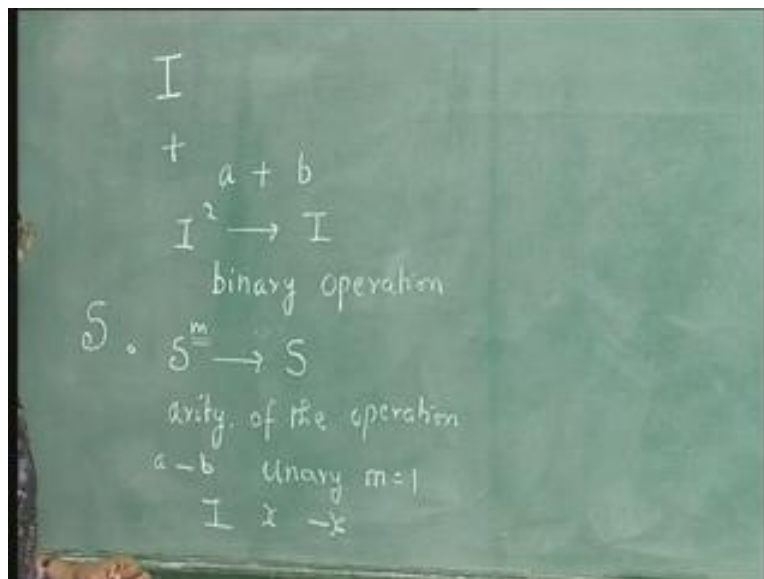 I
+
a + b
I² → I
binary operation
S. S^m → S
arity. of the operation
a - b unary m = 1
I x -x